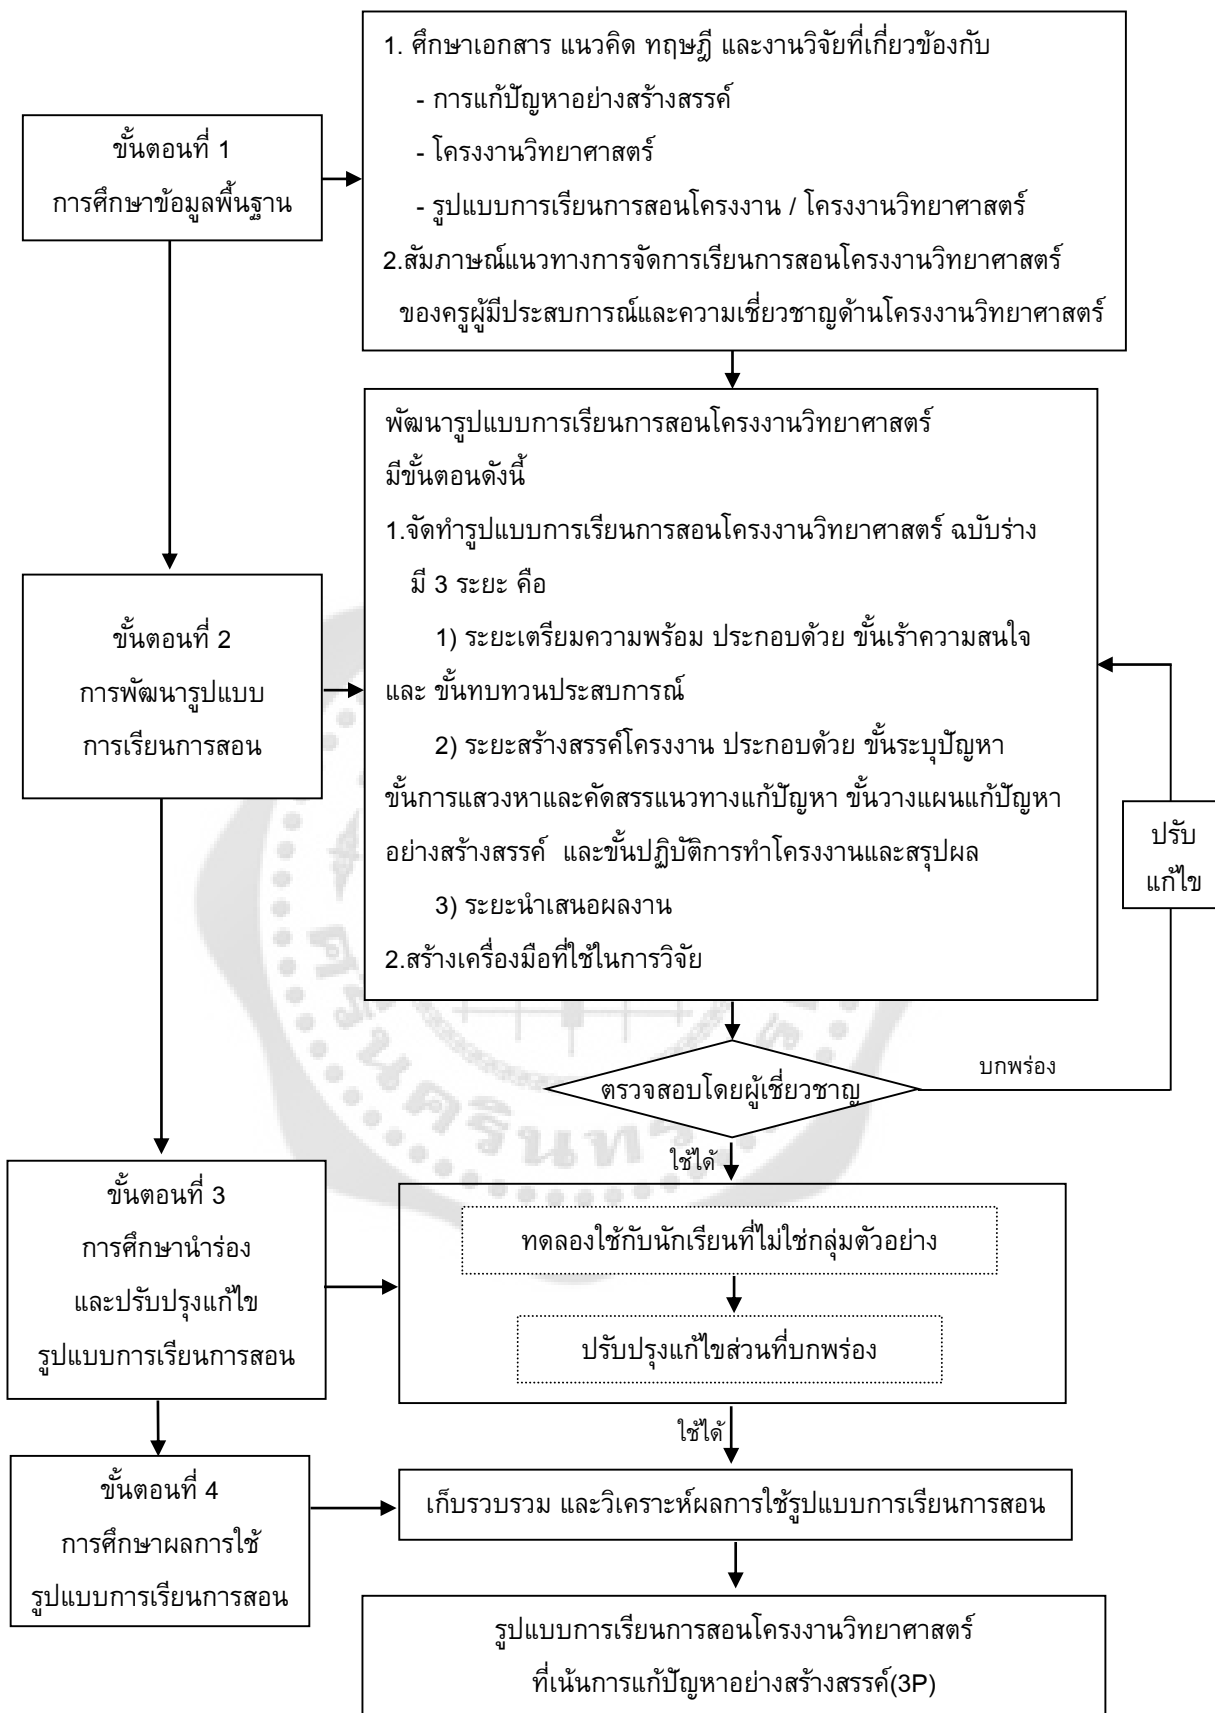 ขั้นตอนที่ 1
การศึกษาข้อมูลพื้นฐาน
1. ศึกษาเอกสาร แนวคิด ทฤษฎี และงานวิจัยที่เกี่ยวข้องกับ
- การแก้ปัญหาอย่างสร้างสรรค์
- โครงงานวิทยาศาสตร์
- รูปแบบการเรียนการสอนโครงงาน / โครงงานวิทยาศาสตร์
2.สัมภาษณ์แนวทางการจัดการเรียนการสอนโครงงานวิทยาศาสตร์
ของครูผู้มีประสบการณ์และความเชี่ยวชาญด้านโครงงานวิทยาศาสตร์
ขั้นตอนที่ 2
การพัฒนารูปแบบ
การเรียนการสอน
พัฒนารูปแบบการเรียนการสอนโครงงานวิทยาศาสตร์
มีขั้นตอนดังนี้
1.จัดทำรูปแบบการเรียนการสอนโครงงานวิทยาศาสตร์ ฉบับร่าง
มี 3 ระยะ คือ
1) ระยะเตรียมความพร้อม ประกอบด้วย ขั้นเร้าความสนใจ
และ ขั้นทบทวนประสบการณ์
2) ระยะสร้างสรรค์โครงงาน ประกอบด้วย ขั้นระบุปัญหา
ขั้นการแสวงหาและคัดสรรแนวทางแก้ปัญหา ขั้นวางแผนแก้ปัญหา
อย่างสร้างสรรค์ และขั้นปฏิบัติการทำโครงงานและสรุปผล
3) ระยะนำเสนอผลงาน
2.สร้างเครื่องมือที่ใช้ในการวิจัย
ปรับ
แก้ไข
ตรวจสอบโดยผู้เชี่ยวชาญ
บกพร่อง
ใช้ได้
ขั้นตอนที่ 3
การศึกษานำร่อง
และปรับปรุงแก้ไข
รูปแบบการเรียนการสอน
ทดลองใช้กับนักเรียนที่ไม่ใช่กลุ่มตัวอย่าง
ปรับปรุงแก้ไขส่วนที่บกพร่อง
ใช้ได้
ขั้นตอนที่ 4
การศึกษาผลการใช้
รูปแบบการเรียนการสอน
เก็บรวบรวม และวิเคราะห์ผลการใช้รูปแบบการเรียนการสอน
รูปแบบการเรียนการสอนโครงงานวิทยาศาสตร์
ที่เน้นการแก้ปัญหาอย่างสร้างสรรค์(3P)